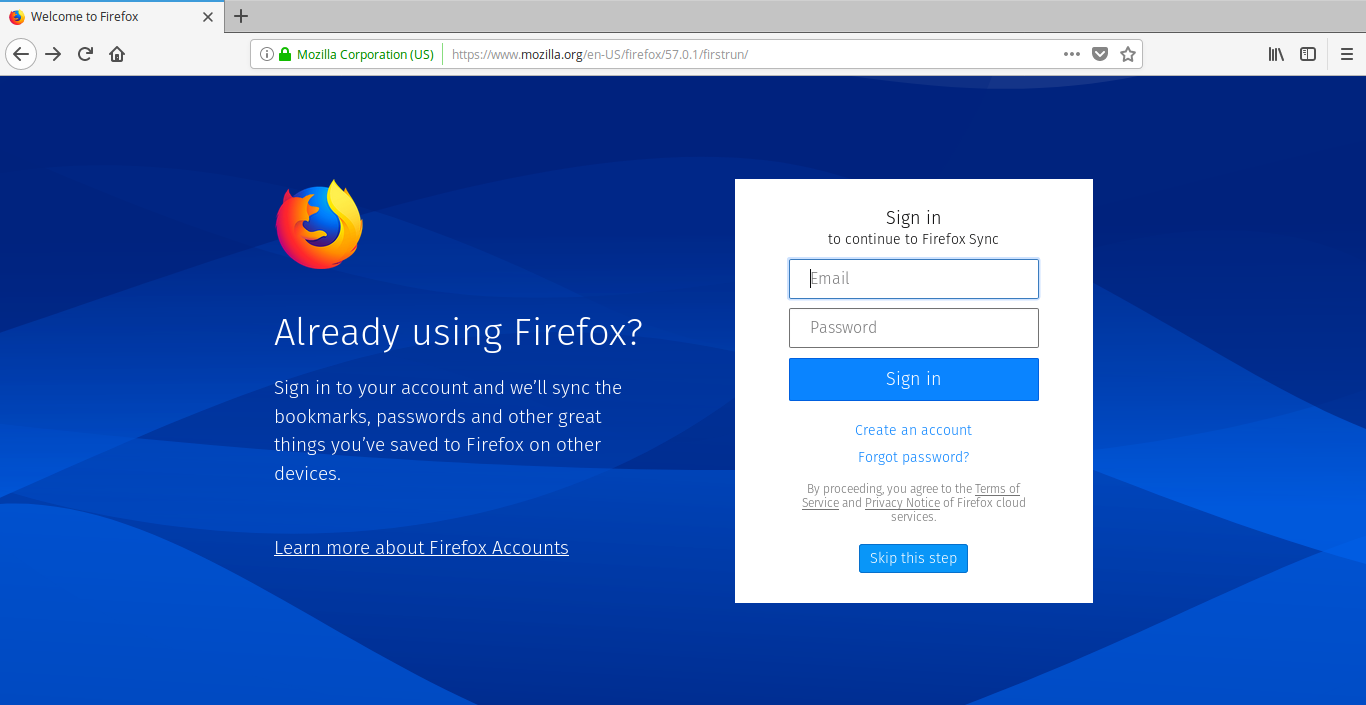 Welcome to Firefox
Mozilla Corporation (US) https://www.mozilla.org/en-US/firefox/57.0.1/firstrun/
Already using Firefox?
Sign in to your account and we’ll sync the
bookmarks, passwords and other great
things you’ve saved to Firefox on other
devices.
Learn more about Firefox Accounts
Sign in
to continue to Firefox Sync
Email
Password
Sign in
Create an account
Forgot password?
By proceeding, you agree to the Terms of
Service and Privacy Notice of Firefox cloud
services.
Skip this step